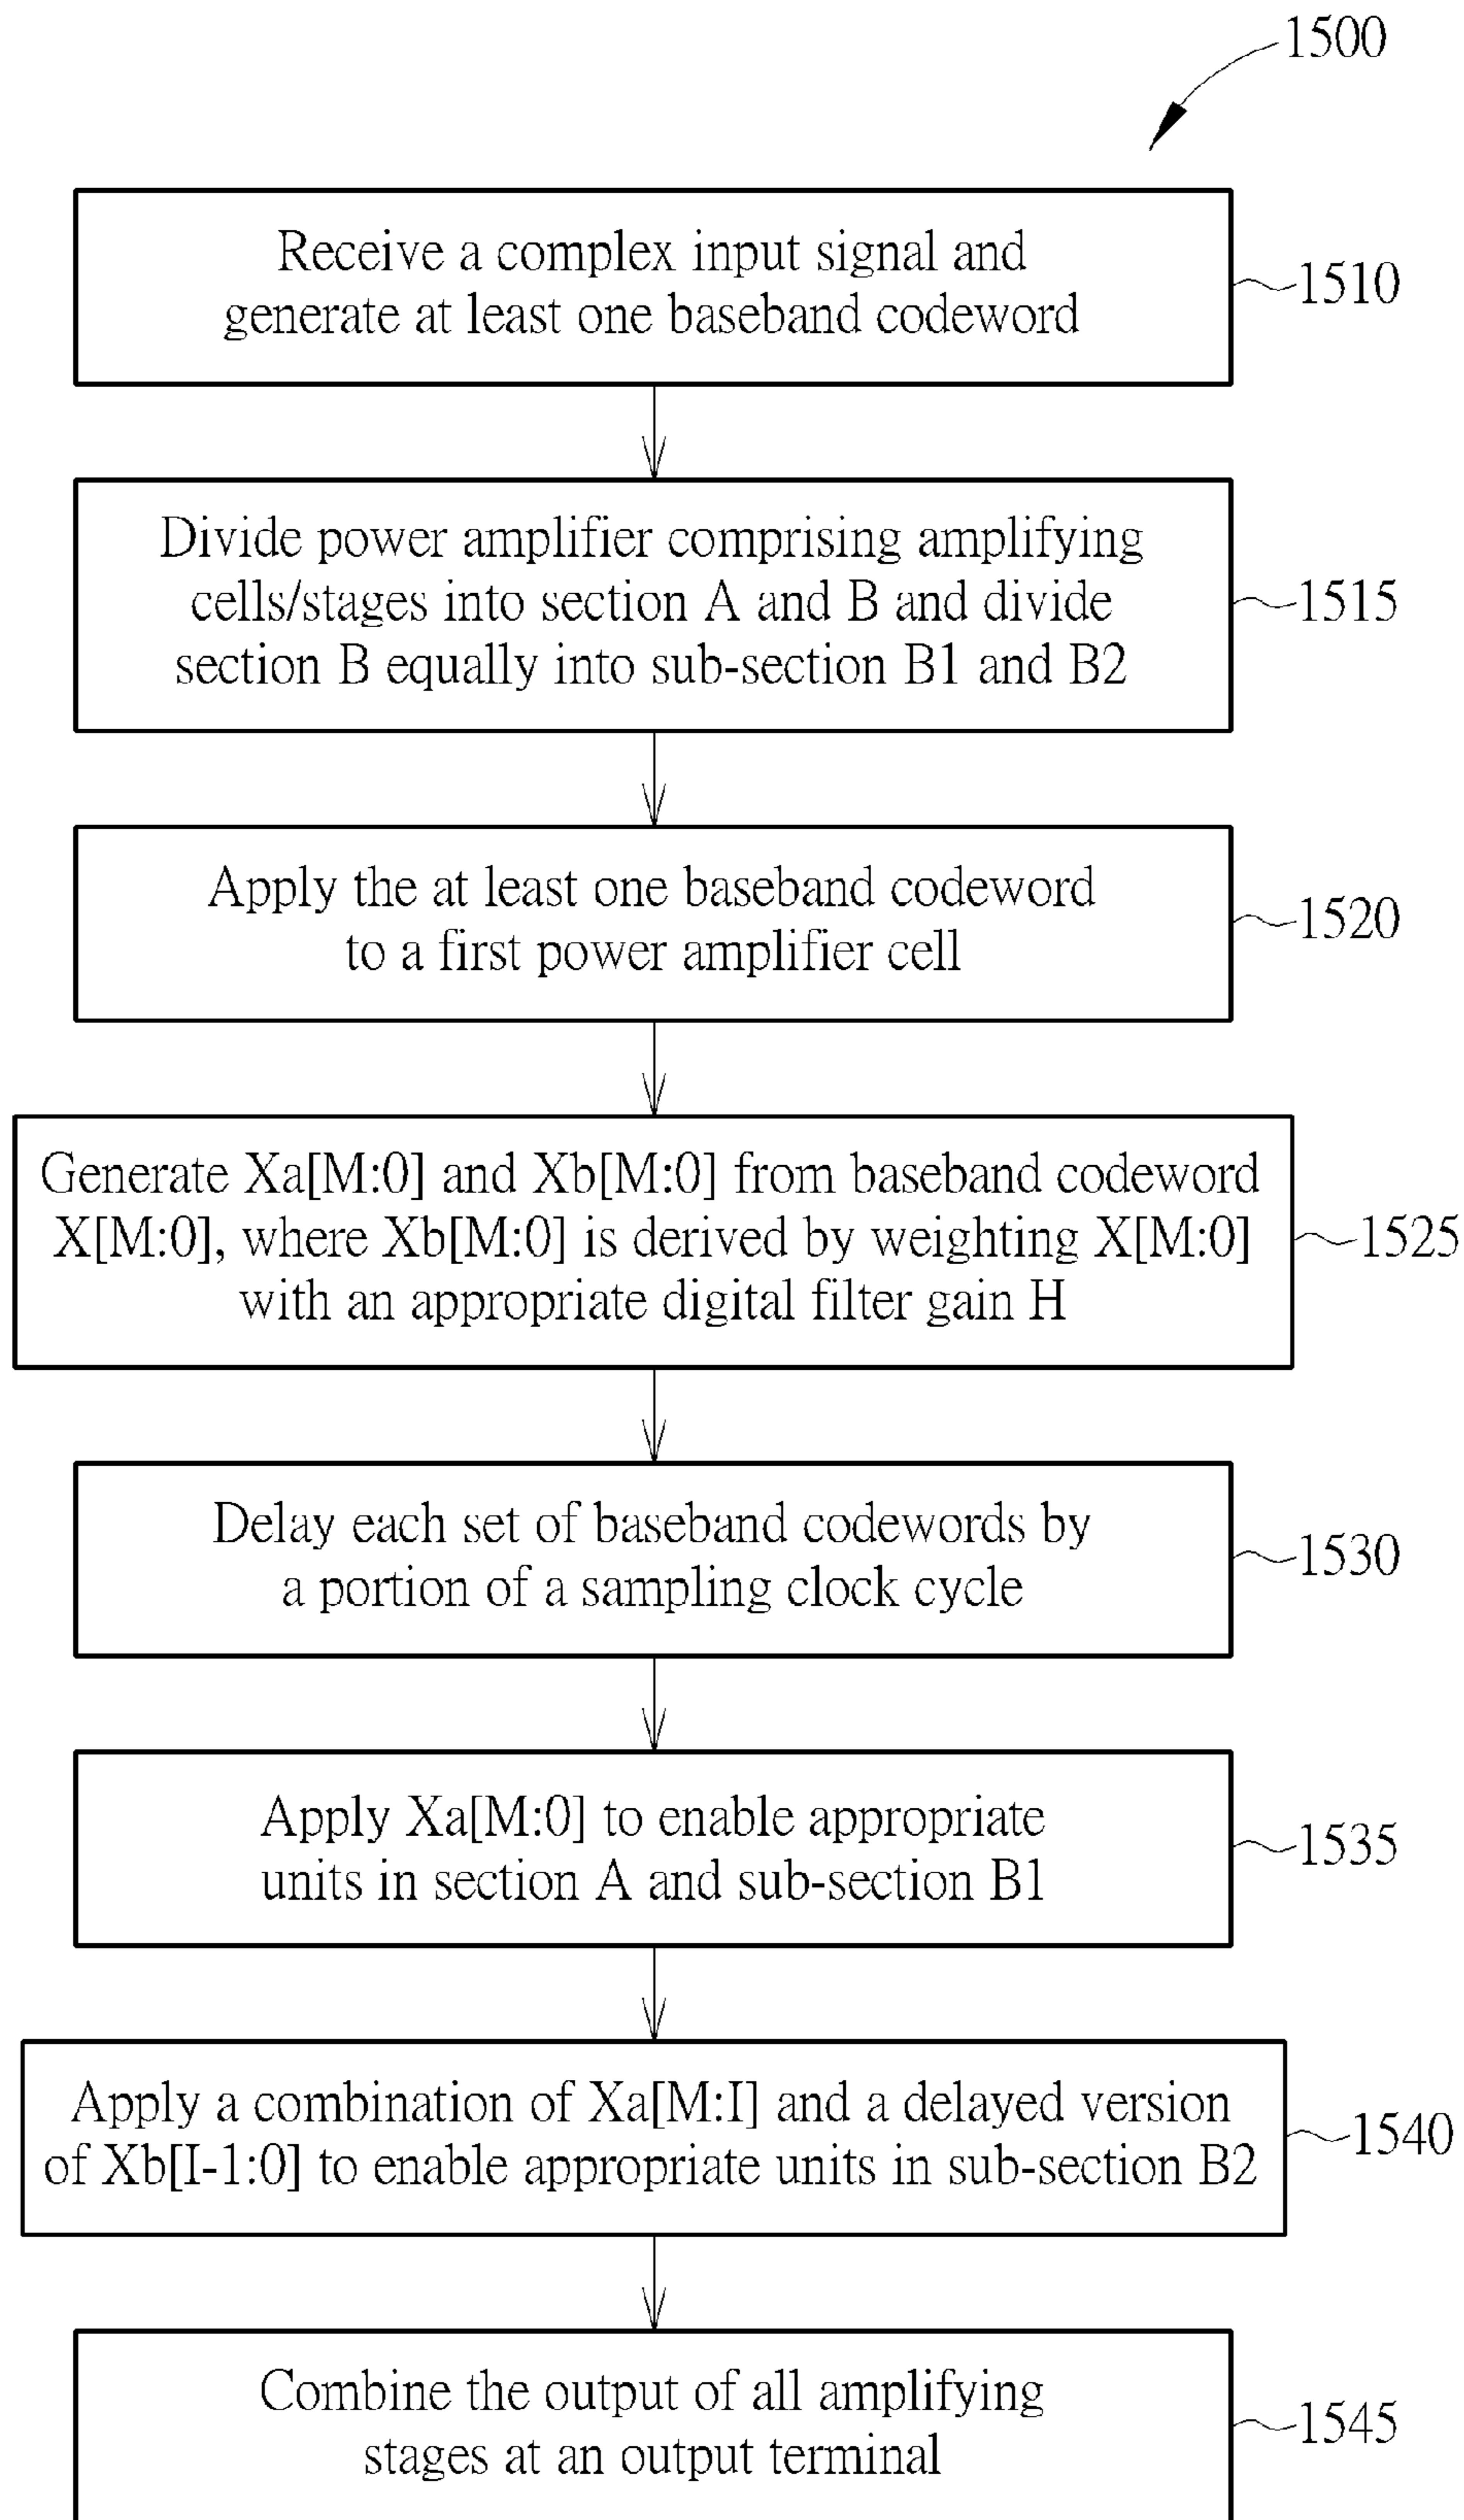 1500
Receive a complex input signal and
generate at least one baseband codeword
1510
Divide power amplifier comprising amplifying
cells/stages into section A and B and divide
section B equally into sub-section B1 and B2
1515
Apply the at least one baseband codeword
to a first power amplifier cell
1520
Generate Xa[M:0] and Xb[M:0] from baseband codeword
X[M:0], where Xb[M:0] is derived by weighting X[M:0]
with an appropriate digital filter gain H
1525
Delay each set of baseband codewords by
a portion of a sampling clock cycle
1530
Apply Xa[M:0] to enable appropriate
units in section A and sub-section B1
1535
Apply a combination of Xa[M:I] and a delayed version
of Xb[I-1:0] to enable appropriate units in sub-section B2
1540
Combine the output of all amplifying
stages at an output terminal
1545